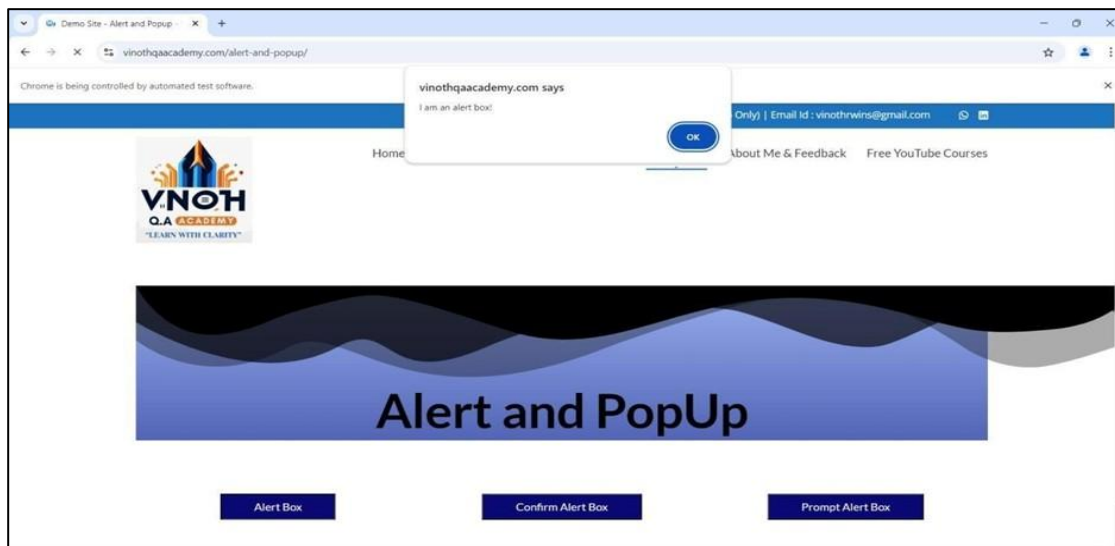 Demo Site - Alert and Popup -
vinothqaacademy.com/alert-and-popup/
Chrome is being controlled by automated test software.
vinothqaacademy.com says
I am an alert box!
OK
Only) | Email Id : vinothrwins@gmail.com
Home
About Me & Feedback
Free YouTube Courses
V.NOH
Q.A ACADEMY
"LEARN WITH CLARITY"
Alert and PopUp
Alert Box
Confirm Alert Box
Prompt Alert Box